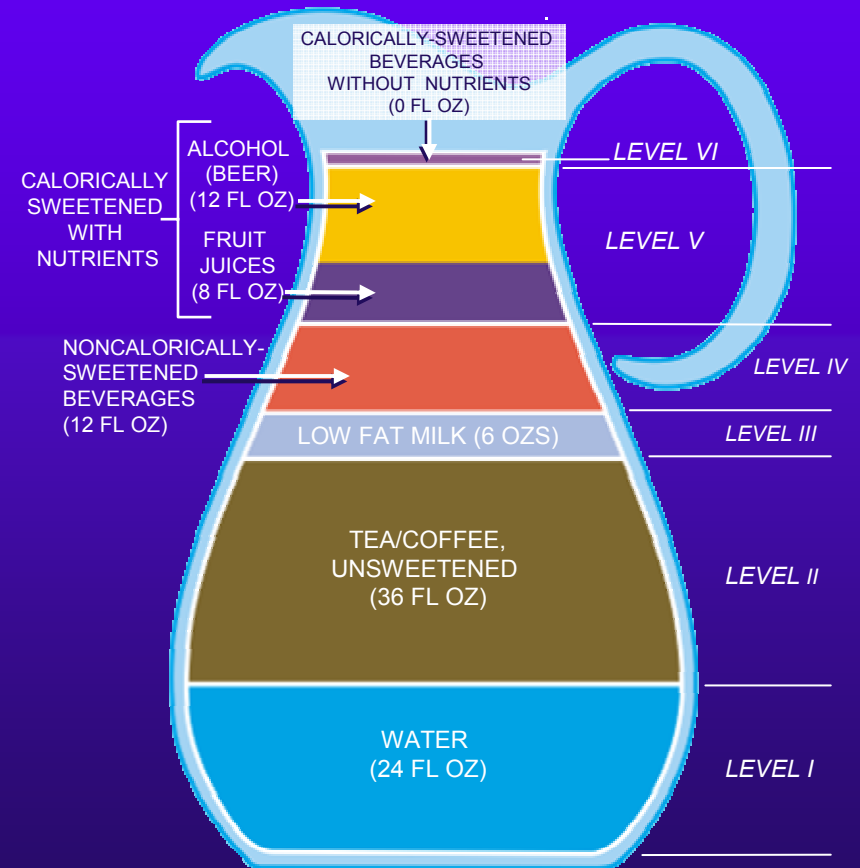 CALORICALLY-SWEETENED
BEVERAGES
WITHOUT NUTRIENTS
(0 FL OZ)
LEVEL VI
ALCOHOL
(BEER)
(12 FL OZ)
CALORICALLY
SWEETENED
WITH
NUTRIENTS
FRUIT
JUICES
(8 FL OZ)
LEVEL V
NONCALORICALLY-
SWEETENED
BEVERAGES
(12 FL OZ)
LEVEL IV
LOW FAT MILK (6 OZS)
LEVEL III
TEA/COFFEE,
UNSWEETENED
(36 FL OZ)
LEVEL II
WATER
(24 FL OZ)
LEVEL I